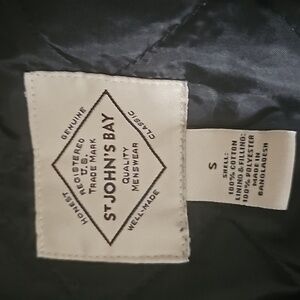 GENUINE
CLASSIC
HONEST
WELL-MADE
REGISTERED
U.S.
TRADE MARK
ST JOHN'S BAY
QUALITY
MENSWEAR
S
SHELL:
100% COTTON
LINING & FILLING:
100% POLYESTER
MADE IN
BANGLADESH